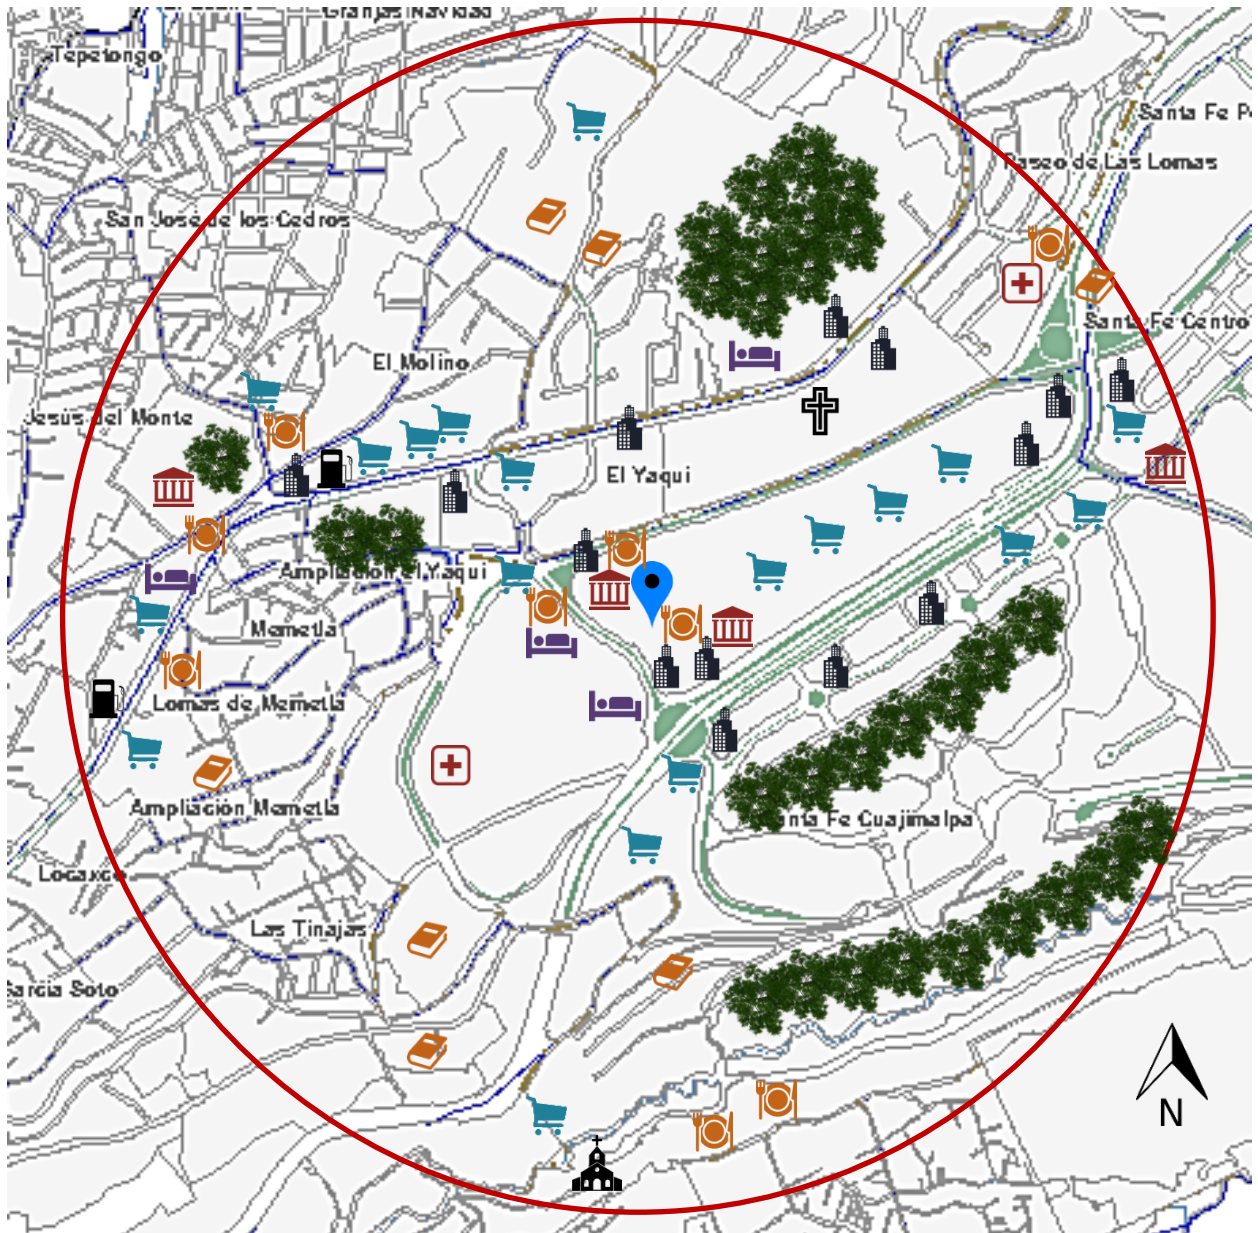 Granjas Navidad
Tepetongo
Santa Fe P
Paseo de Las Lomas
San José de los Cedros
Santa Fe Centro
El Molino
Jesús del Monte
El Yaqui
Ampliación El Yaqui
Memetla
Lomas de Memetla
Ampliación Memetla
anta Fe Cuajimalpa
Locaxco
Las Tinajas
García Soto
N